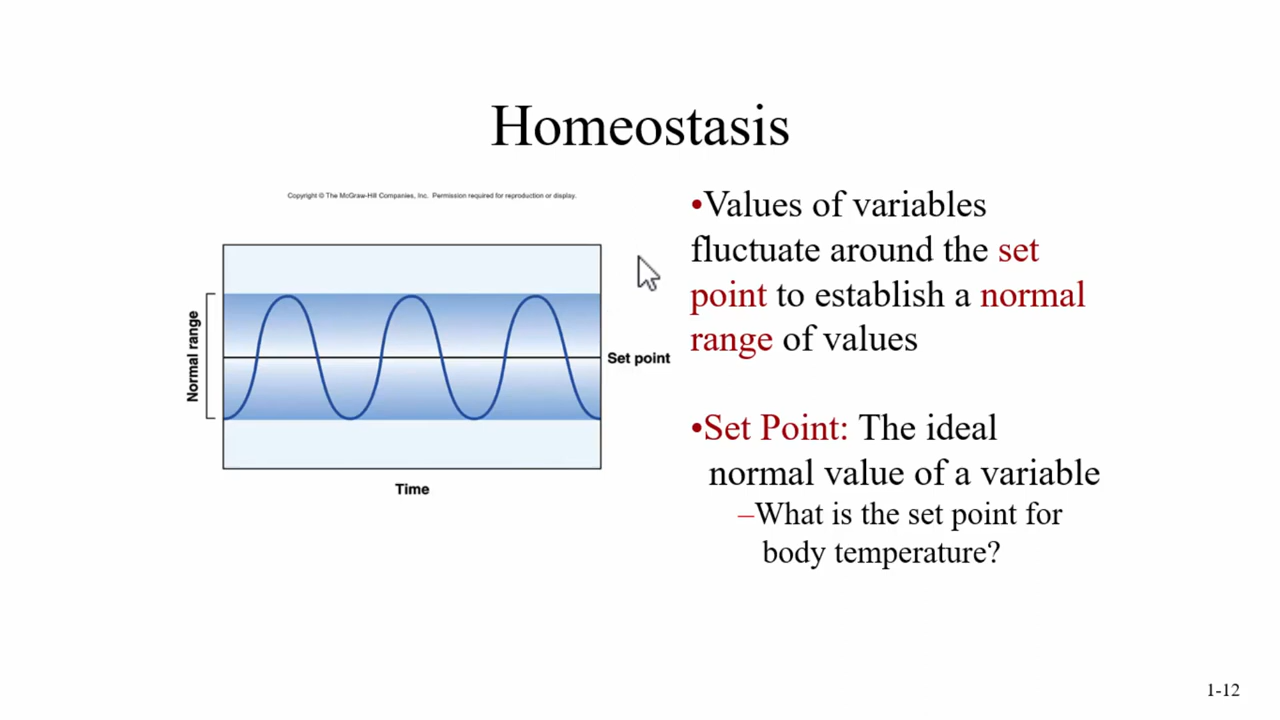 Homeostasis
Copyright © The McGraw-Hill Companies, Inc. Permission required for reproduction or display.
Normal range
Set point
Time
•Values of variables
fluctuate around the set
point to establish a normal
range of values
•Set Point: The ideal
normal value of a variable
–What is the set point for
body temperature?
1-12